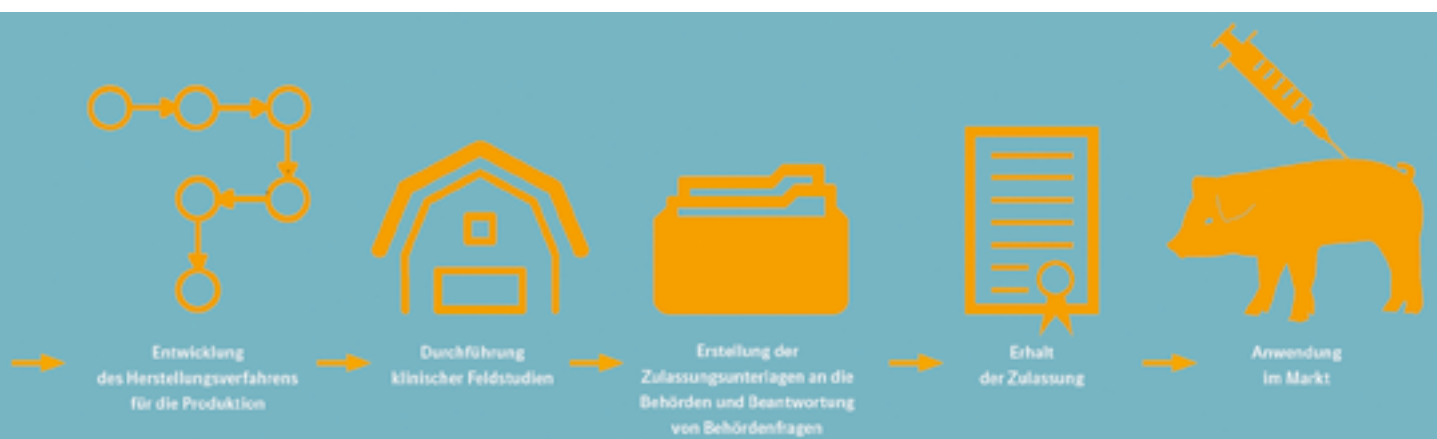 Entwicklung
des Herstellungsverfahrens
für die Produktion
Durchführung
klinischer Feldstudien
Erstellung der
Zulassungsunterlagen an die
Behörden und Beantwortung
von Behördenfragen
Erhalt
der Zulassung
Anwendung
im Markt